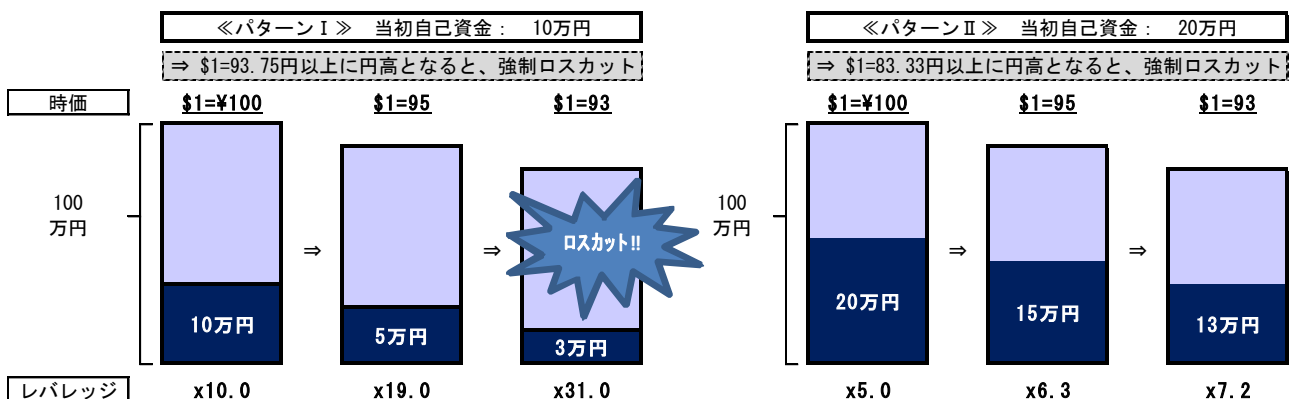 ≪パターンⅠ≫ 当初自己資金： 10万円
⇒ $1=93.75円以上に円高となると、強制ロスカット
時価
$1=¥100
$1=95
$1=93
100
万円
⇒
⇒
ロスカット!!
10万円
5万円
3万円
レバレッジ
x10.0
x19.0
x31.0
≪パターンⅡ≫ 当初自己資金： 20万円
⇒ $1=83.33円以上に円高となると、強制ロスカット
$1=¥100
$1=95
$1=93
100
万円
⇒
⇒
20万円
15万円
13万円
x5.0
x6.3
x7.2